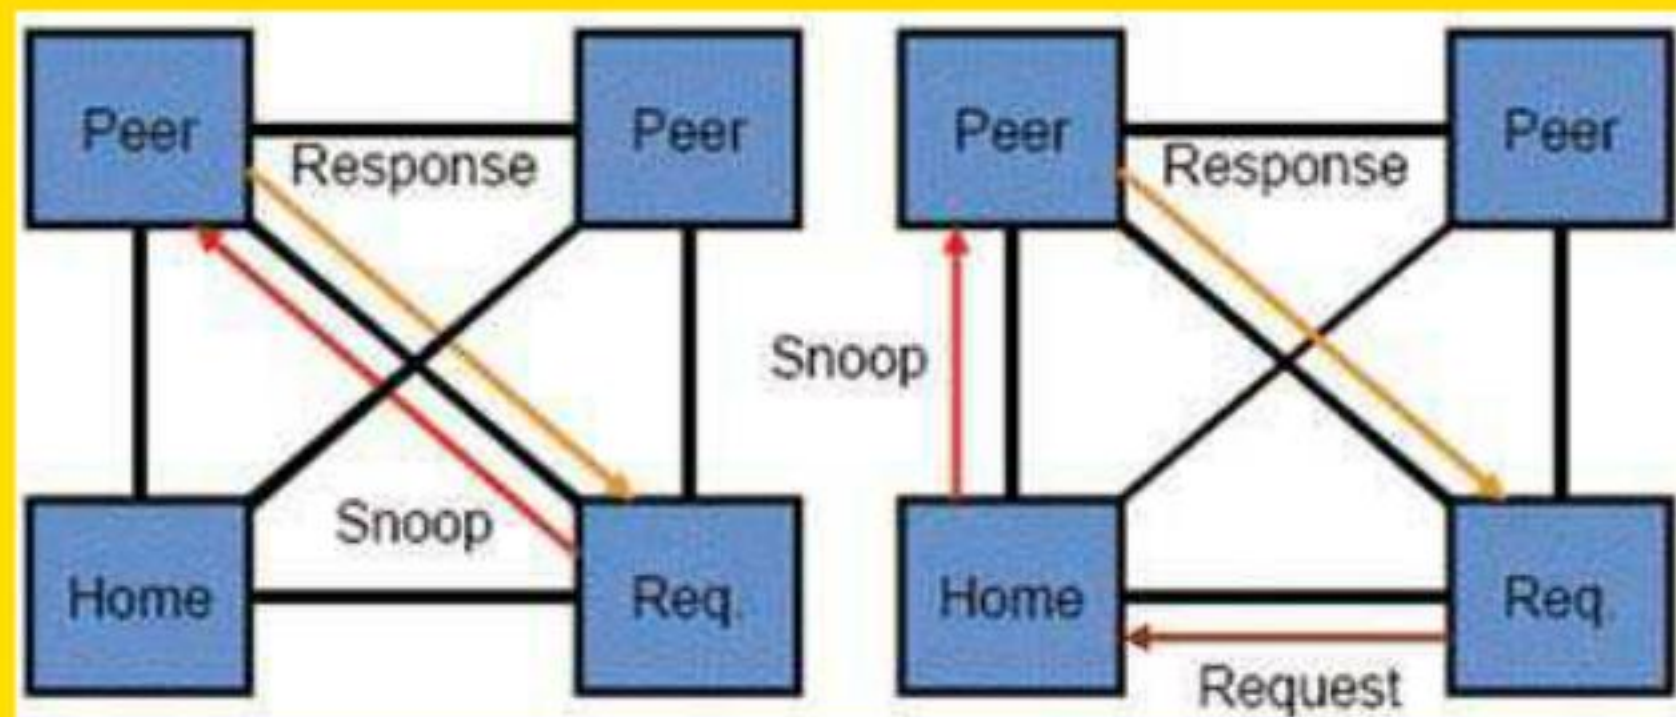 Peer Peer
Response
Snoop
Home Req.
Peer Peer
Response
Snoop
Home Req.
Request